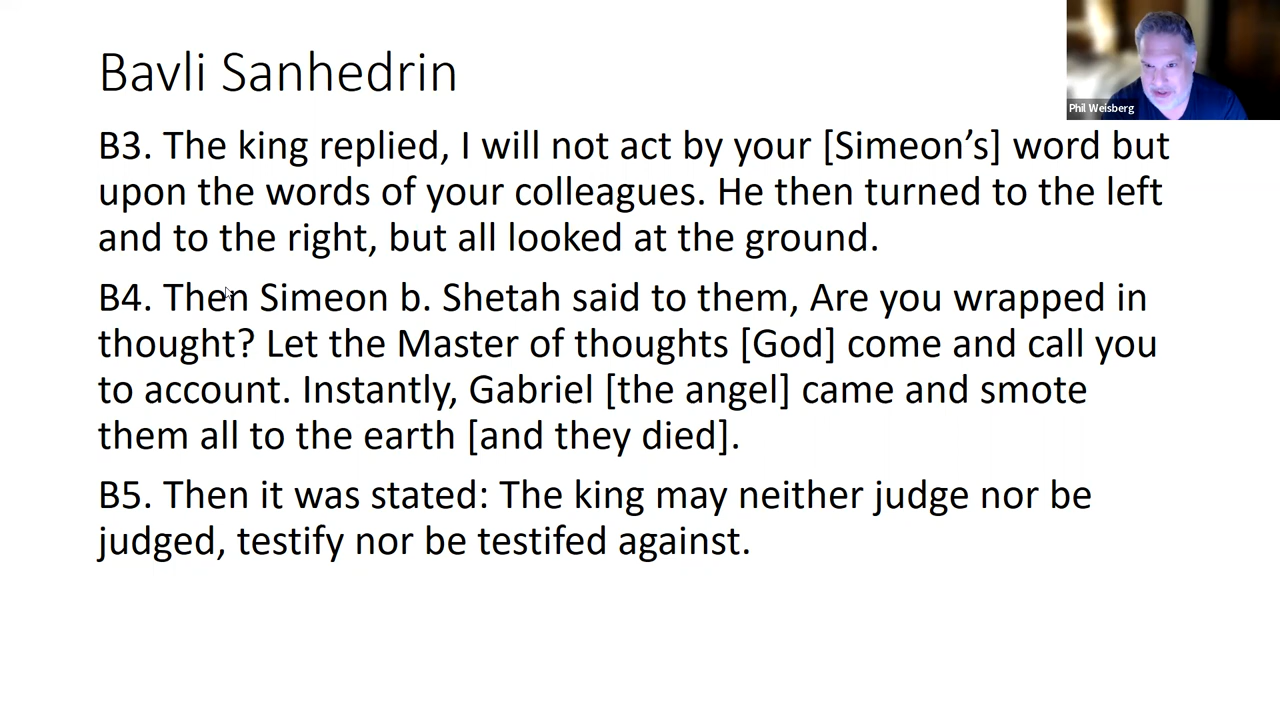 Bavli Sanhedrin
Phil Weisberg
B3. The king replied, I will not act by your [Simeon’s] word but
upon the words of your colleagues. He then turned to the left
and to the right, but all looked at the ground.
B4. Then Simeon b. Shetah said to them, Are you wrapped in
thought? Let the Master of thoughts [God] come and call you
to account. Instantly, Gabriel [the angel] came and smote
them all to the earth [and they died].
B5. Then it was stated: The king may neither judge nor be
judged, testify nor be testifed against.